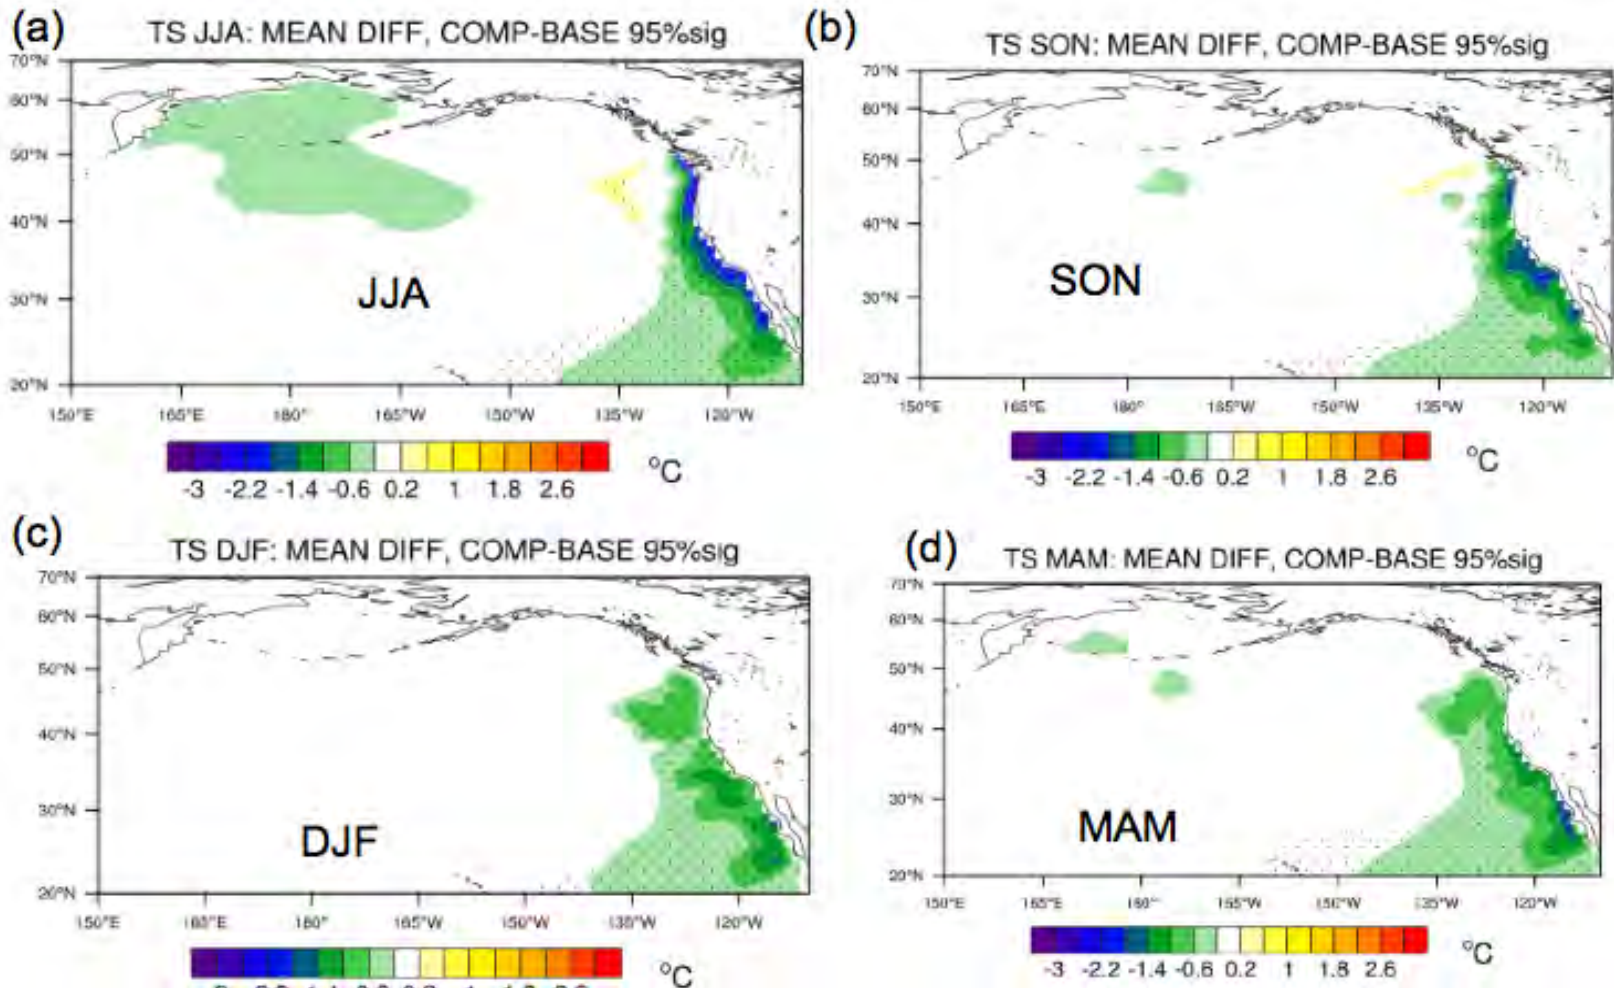 (a) TS JJA: MEAN DIFF, COMP-BASE 95%sig
70°N
60°N
50°N
40°N
30°N
20°N
JJA
150°E 165°E 180° 165°W 150°W 135°W 120°W
-3 -2.2 -1.4 -0.6 0.2 1 1.8 2.6 °C
(b) TS SON: MEAN DIFF, COMP-BASE 95%sig
70°N
60°N
50°N
40°N
30°N
20°N
SON
150°E 165°E 180° 165°W 150°W 135°W 120°W
-3 -2.2 -1.4 -0.6 0.2 1 1.8 2.6 °C
(c) TS DJF: MEAN DIFF, COMP-BASE 95%sig
70°N
60°N
50°N
40°N
30°N
20°N
DJF
150°E 165°E 180° 165°W 150°W 135°W 120°W
°C
(d) TS MAM: MEAN DIFF, COMP-BASE 95%sig
70°N
60°N
50°N
40°N
30°N
20°N
MAM
150°E 165°E 180° 165°W 150°W 135°W 120°W
-3 -2.2 -1.4 -0.6 0.2 1 1.8 2.6 °C